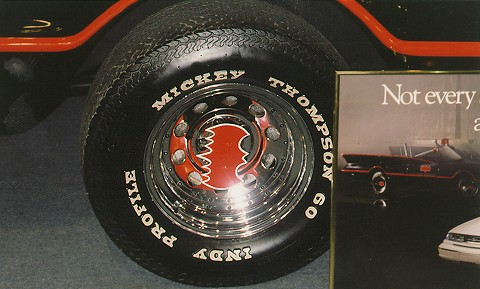 MICKEY THOMPSON 60
INDY PROFILE
Not every
a